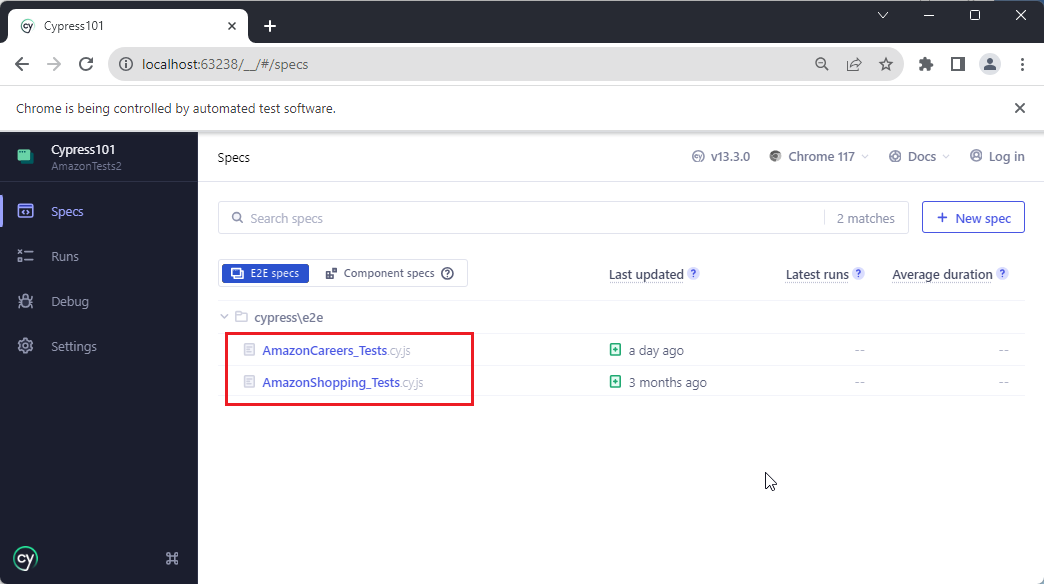 Cypress101
localhost:63238/__/#/specs
Chrome is being controlled by automated test software.
Cypress101
AmazonTests2
Specs
Runs
Debug
Settings
cy
Specs
v13.3.0
Chrome 117
Docs
Log in
Search specs
2 matches
+ New spec
E2E specs
Component specs ?
Last updated ?
Latest runs ?
Average duration ?
cypress\e2e
AmazonCareers_Tests.cy.js a day ago -- --
AmazonShopping_Tests.cy.js 3 months ago -- --